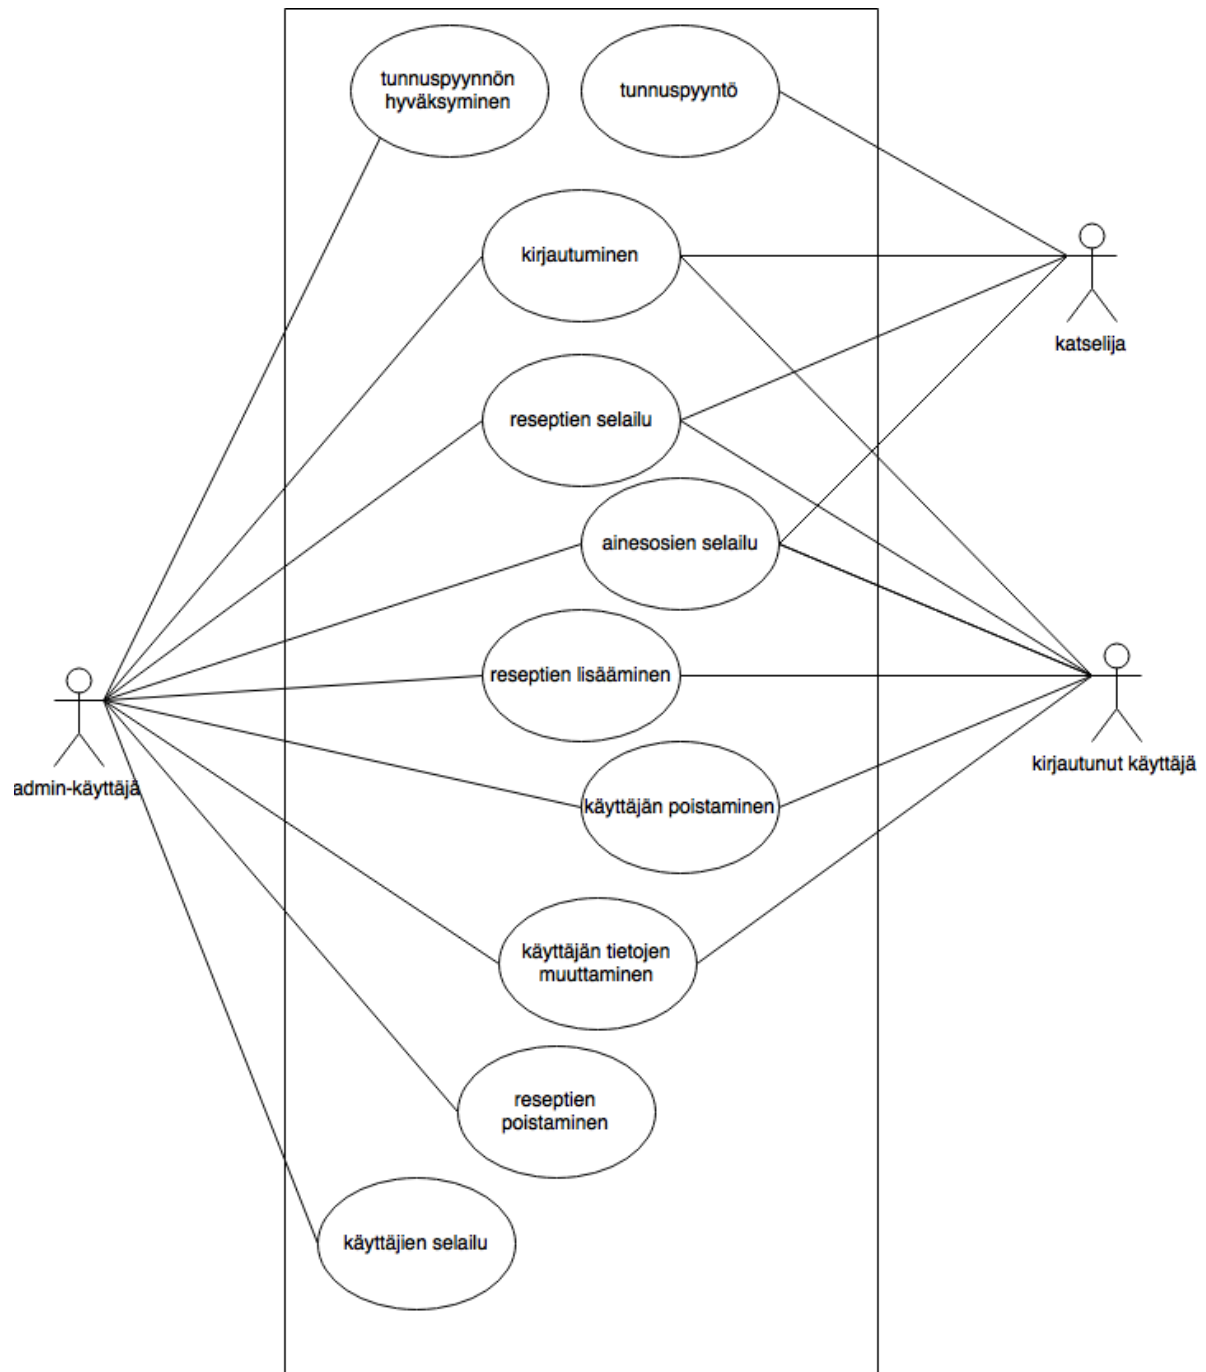 tunnuspyynnön
hyväksyminen
tunnuspyyntö
kirjautuminen
katselija
reseptien selailu
ainesosien selailu
reseptien lisääminen
admin-käyttäjä
kirjautunut käyttäjä
käyttäjän poistaminen
käyttäjän tietojen
muuttaminen
reseptien
poistaminen
käyttäjien selailu